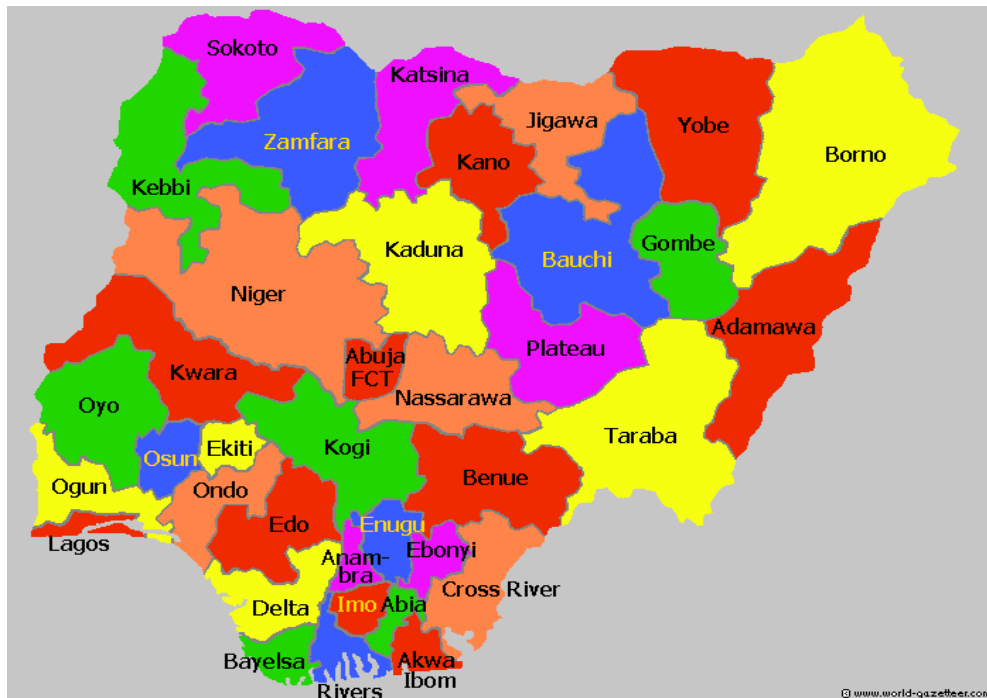 Sokoto
Katsina
Jigawa
Yobe
Zamfara
Borno
Kano
Kebbi
Gombe
Kaduna
Bauchi
Niger
Adamawa
Plateau
Abuja
FCT
Kwara
Nassarawa
Oyo
Taraba
Kogi
Ekiti
Osun
Benue
Ogun
Ondo
Edo
Enugu
Lagos
Ebonyi
Anam-
bra
Cross River
Delta
Imo
Abia
Bayelsa
Akwa
Ibom
Rivers
© www.world-gazetteer.com